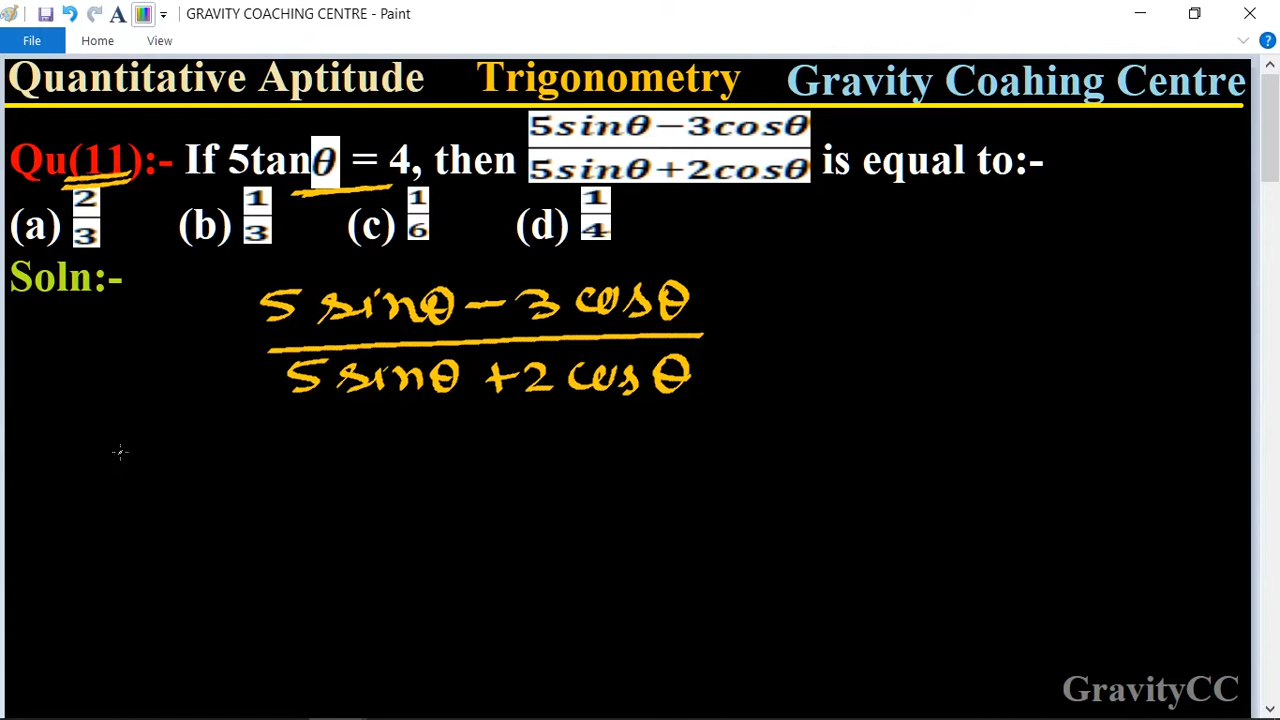 GRAVITY COACHING CENTRE - Paint
File Home View
Quantitative Aptitude Trigonometry Gravity Coahing Centre
Qu(11):- If 5tanθ = 4, then (5sinθ−3cosθ)/(5sinθ+2cosθ) is equal to:-
(a) 2/3 (b) 1/3 (c) 1/6 (d) 1/4
Soln:-
5 sinθ − 3 cosθ
5 sinθ + 2 cosθ
GravityCC